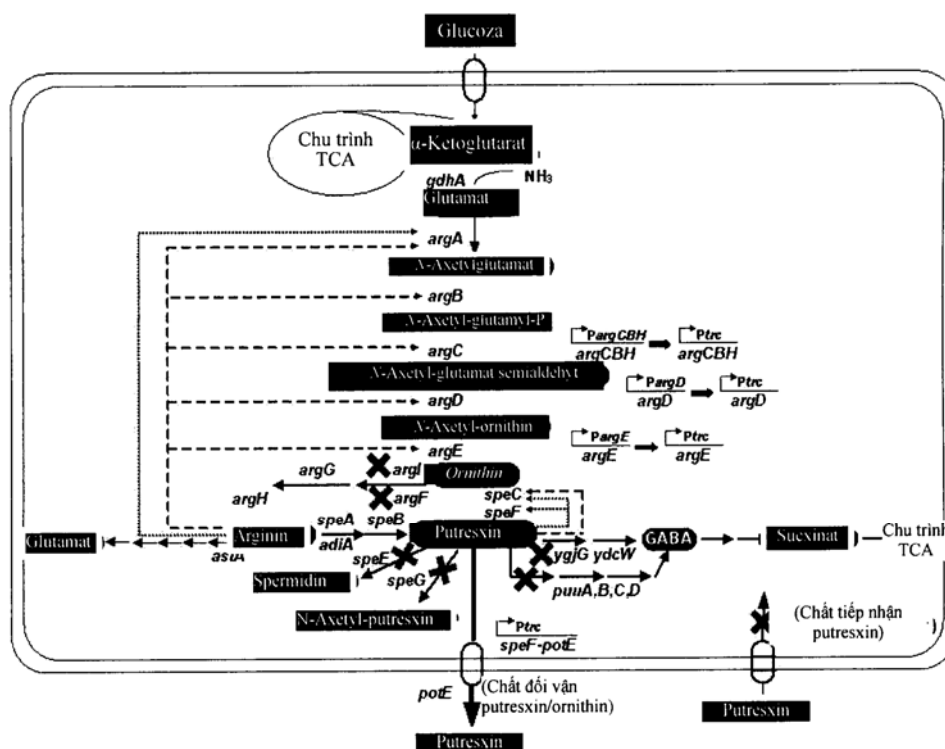 Glucoza
Chu trình
TCA
α-Ketoglutarat
gdhA
NH3
Glutamat
argA
N-Axetylglutamat
argB
N-Axetyl-glutamyl-P
PargCBH
Ptrc
argC
argCBH
argCBH
N-Axetyl-glutamat semialdehyt
PargD
Ptrc
argD
argD
argD
N-Axetyl-ornithin
PargE
Ptrc
argE
argE
argE
argG
argI
Ornithin
argH
argF
speC
speF
Glutamat
astA
Arginin
speA
speB
adiA
Putresxin
ygjG ydcW
GABA
Sucxinat
Chu trình
TCA
speE
speG
Spermidin
puuA,B,C,D
N-Axetyl-putresxin
Ptrc
speF-potE
(Chất tiếp nhận
putresxin)
potE
(Chất đối vận
putresxin/ornithin)
Putresxin
Putresxin